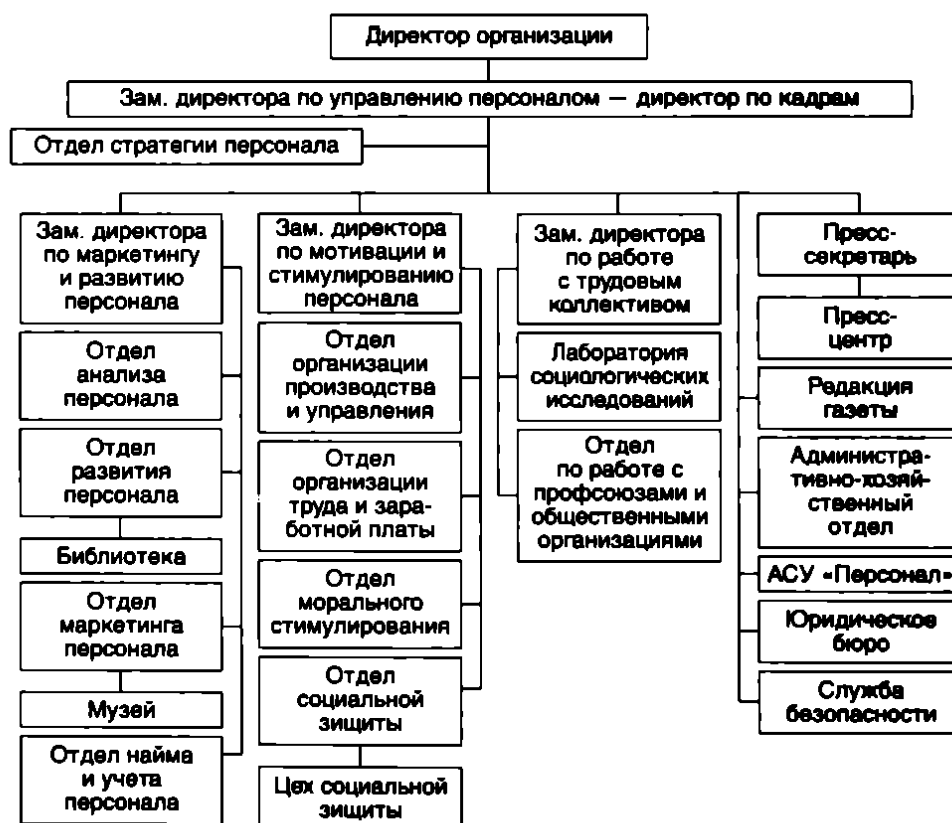 Директор организации
Зам. директора по управлению персоналом — директор по кадрам
Отдел стратегии персонала
Зам. директора
по маркетингу
и развитию
персонала
Отдел
анализа
персонала
Отдел
развития
персонала
Библиотека
Отдел
маркетинга
персонала
Музей
Отдел найма
и учета
персонала
Зам. директора
по мотивации и
стимулированию
персонала
Отдел
организации
производства
и управления
Отдел
организации
труда и зара-
ботной платы
Отдел
морального
стимулирования
Отдел
социальной
зищиты
Цех социальной
зищиты
Зам. директора
по работе
с трудовым
коллективом
Лаборатория
социологических
исследований
Отдел
по работе с
профсоюзами и
общественными
организациями
Пресс-
секретарь
Пресс-
центр
Редакция
газеты
Администра-
тивно-хозяй-
ственный
отдел
АСУ «Персонал»
Юридическое
бюро
Служба
безопасности